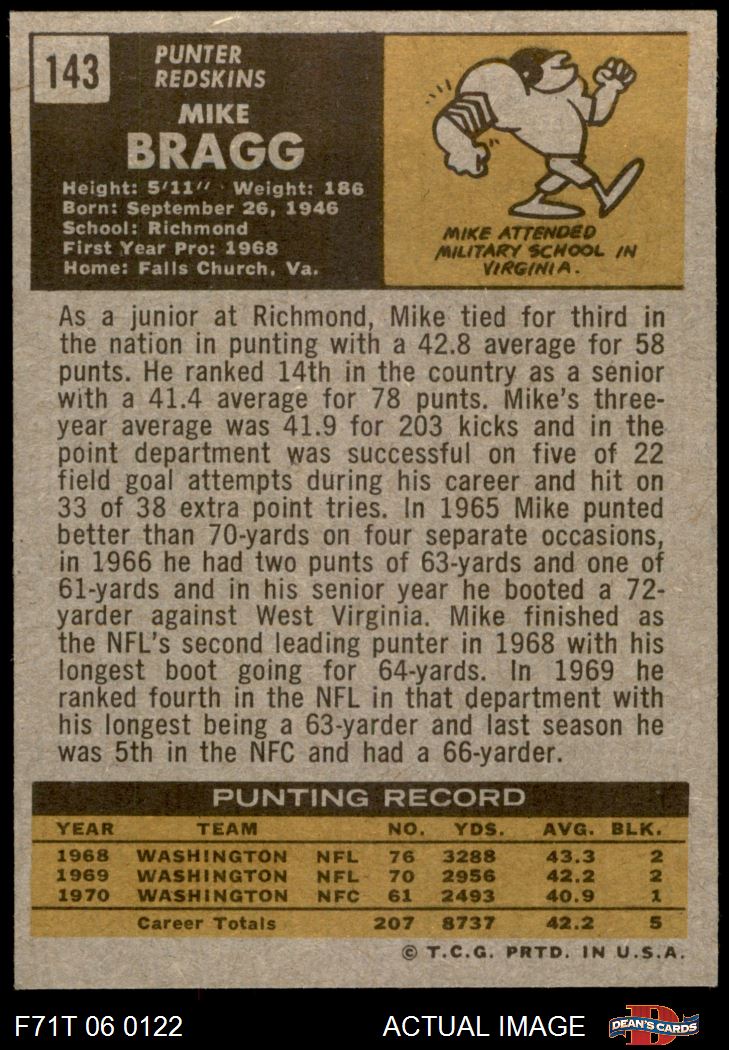 143
PUNTER
REDSKINS
MIKE
BRAGG
Height: 5'11" Weight: 186
Born: September 26, 1946
School: Richmond
First Year Pro: 1968
Home: Falls Church, Va.
MIKE ATTENDED
MILITARY SCHOOL IN
VIRGINIA.
As a junior at Richmond, Mike tied for third in
the nation in punting with a 42.8 average for 58
punts. He ranked 14th in the country as a senior
with a 41.4 average for 78 punts. Mike's three-
year average was 41.9 for 203 kicks and in the
point department was successful on five of 22
field goal attempts during his career and hit on
33 of 38 extra point tries. In 1965 Mike punted
better than 70-yards on four separate occasions,
in 1966 he had two punts of 63-yards and one of
61-yards and in his senior year he booted a 72-
yarder against West Virginia. Mike finished as
the NFL's second leading punter in 1968 with his
longest boot going for 64-yards. In 1969 he
ranked fourth in the NFL in that department with
his longest being a 63-yarder and last season he
was 5th in the NFC and had a 66-yarder.
PUNTING RECORD
YEAR TEAM NO. YDS. AVG. BLK.
1968 WASHINGTON NFL 76 3288 43.3 2
1969 WASHINGTON NFL 70 2956 42.2 2
1970 WASHINGTON NFC 61 2493 40.9 1
Career Totals 207 8737 42.2 5
© T.C.G. PRTD. IN U.S.A.
F71T 06 0122 ACTUAL IMAGE D DEAN'S CARDS